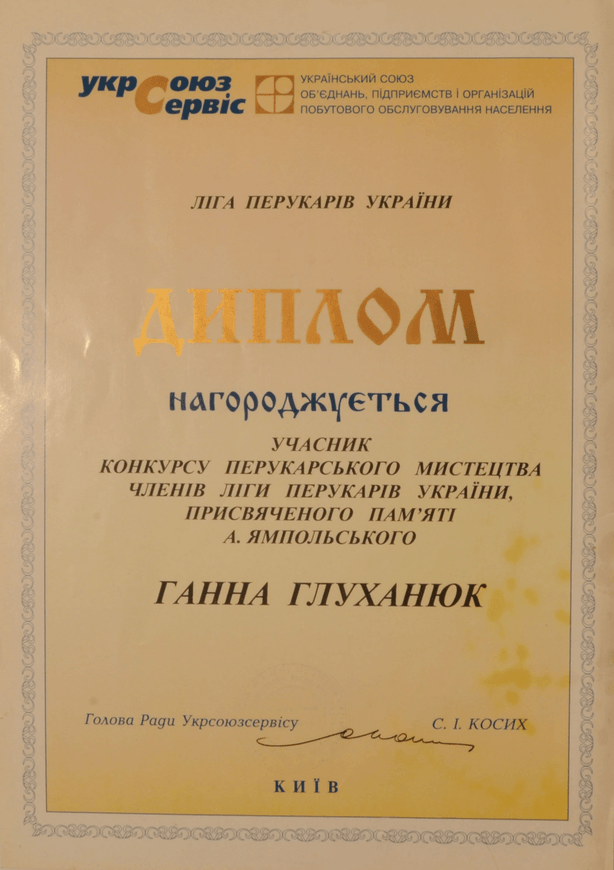 укрСоюз
Сервіс
УКРАЇНСЬКИЙ СОЮЗ
ОБ'ЄДНАНЬ, ПІДПРИЄМСТВ І ОРГАНІЗАЦІЙ
ПОБУТОВОГО ОБСЛУГОВУВАННЯ НАСЕЛЕННЯ
ЛІГА ПЕРУКАРІВ УКРАЇНИ
ДИПЛОМ
НАГОРОДЖУЄТЬСЯ
УЧАСНИК
КОНКУРСУ ПЕРУКАРСЬКОГО МИСТЕЦТВА
ЧЛЕНІВ ЛІГИ ПЕРУКАРІВ УКРАЇНИ,
ПРИСВЯЧЕНОГО ПАМ'ЯТІ
А. ЯМПОЛЬСЬКОГО
ГАННА ГЛУХАНЮК
Голова Ради Укрсоюзсервісу С. І. КОСИХ
КИЇВ